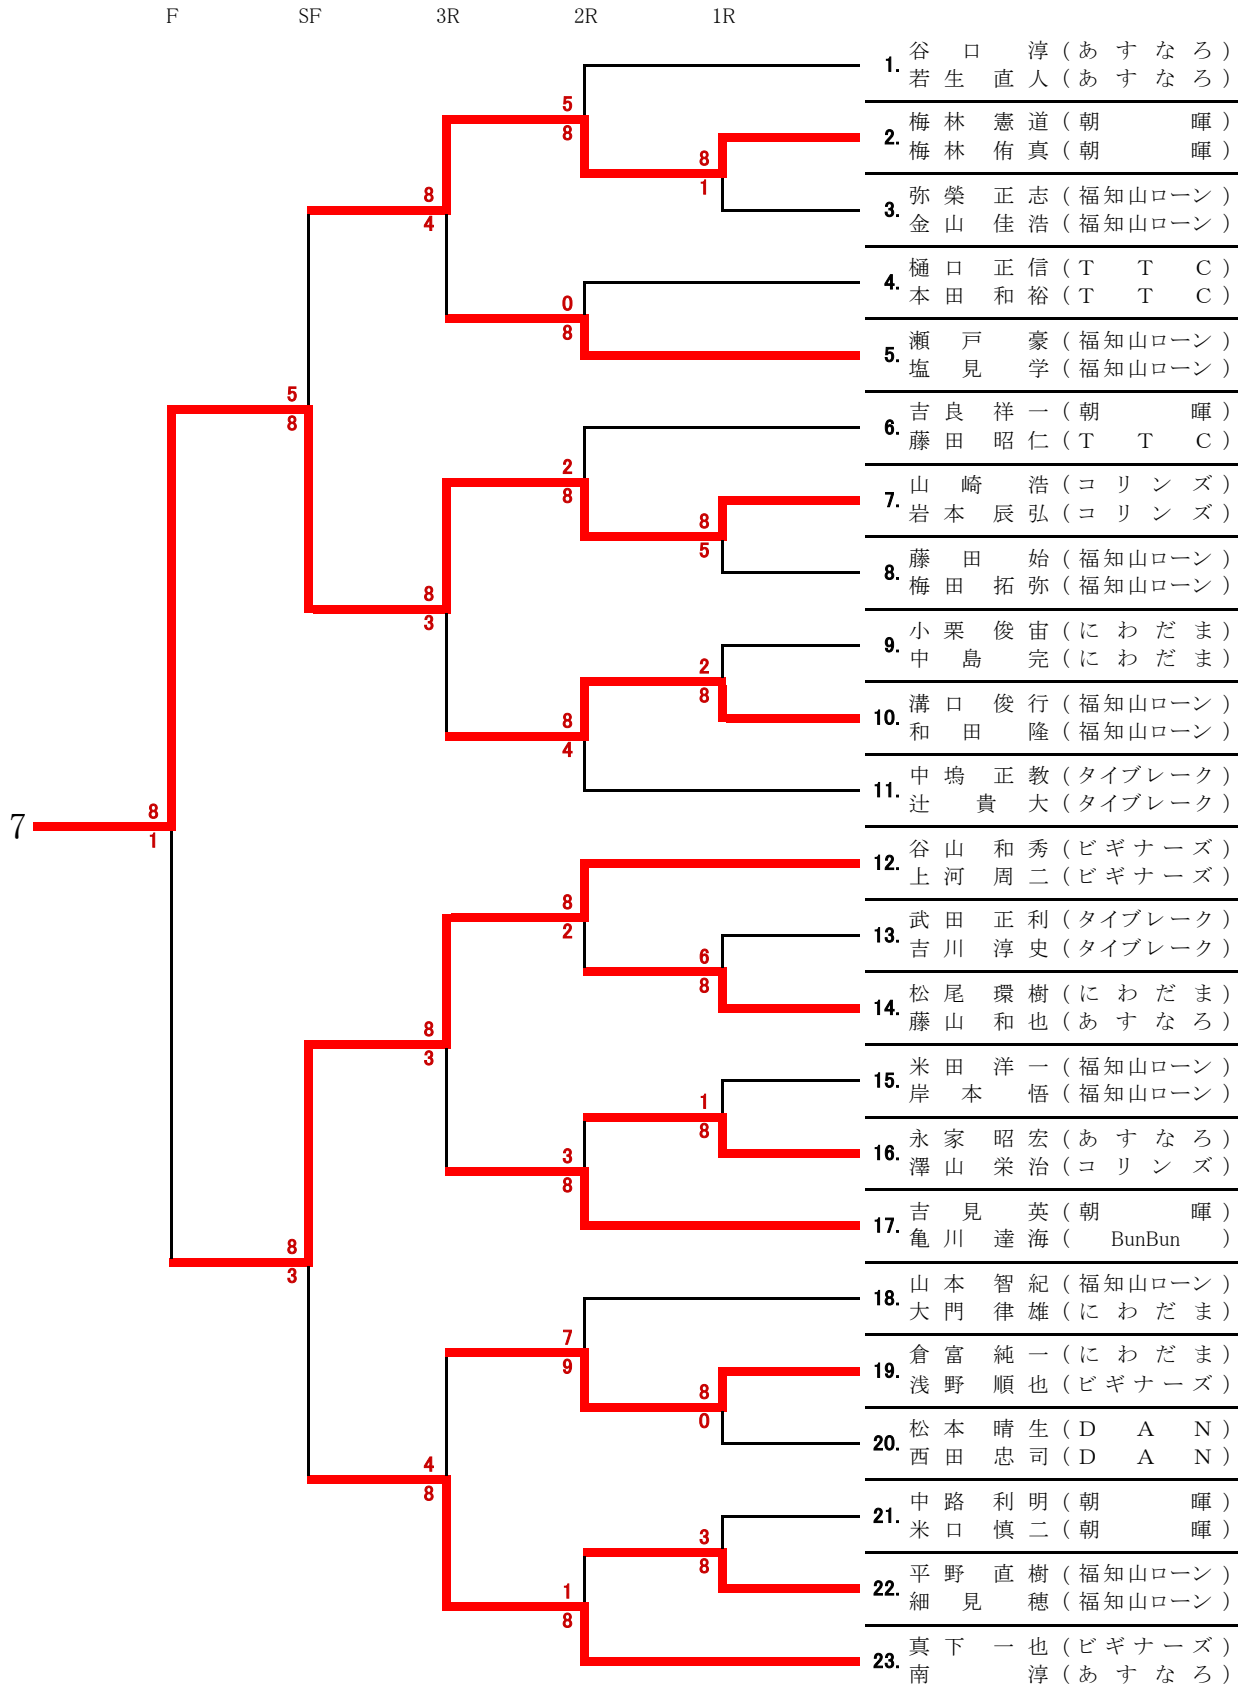 F SF 3R 2R 1R
1. 谷口 淳(あすなろ)
若生直人(あすなろ)
2. 梅林憲道(朝暉)
梅林侑真(朝暉)
3. 弥榮正志(福知山ローン)
金山佳浩(福知山ローン)
4. 樋口正信(TTC)
本田和裕(TTC)
5. 瀬戸 豪(福知山ローン)
塩見 学(福知山ローン)
6. 吉良祥一(朝暉)
藤田昭仁(TTC)
7. 山崎 浩(コリンズ)
岩本辰弘(コリンズ)
8. 藤田 始(福知山ローン)
梅田拓弥(福知山ローン)
9. 小栗俊宙(にわだま)
中島 完(にわだま)
10. 溝口俊行(福知山ローン)
和田 隆(福知山ローン)
11. 中塢正教(タイブレーク)
辻 貴大(タイブレーク)
12. 谷山和秀(ビギナーズ)
上河周二(ビギナーズ)
13. 武田正利(タイブレーク)
吉川淳史(タイブレーク)
14. 松尾環樹(にわだま)
藤山和也(あすなろ)
15. 米田洋一(福知山ローン)
岸本 悟(福知山ローン)
16. 永家昭宏(あすなろ)
澤山栄治(コリンズ)
17. 吉見 英(朝暉)
亀川達海(BunBun)
18. 山本智紀(福知山ローン)
大門律雄(にわだま)
19. 倉富純一(にわだま)
浅野順也(ビギナーズ)
20. 松本晴生(DAN)
西田忠司(DAN)
21. 中路利明(朝暉)
米口慎二(朝暉)
22. 平野直樹(福知山ローン)
細見 穂(福知山ローン)
23. 真下一也(ビギナーズ)
南 淳(あすなろ)
8
1
8
5
2
8
6
8
1
8
8
0
3
8
5
8
0
8
2
8
8
4
8
2
3
8
7
9
1
8
8
4
8
3
8
3
4
8
5
8
8
3
8
1
7